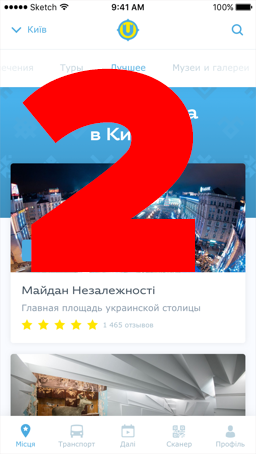 Sketch 9:41 AM 100%
Київ
Туры Лучшее Музеи и галереи
2
в Ки
Майдан Незалежності
Главная площадь украинской столицы
1 465 отзывов
Місця Транспорт Далі Сканер Профіль